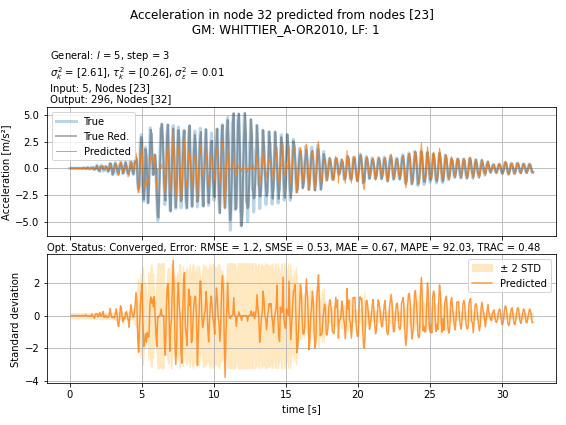 Acceleration in node 32 predicted from nodes [23]
GM: WHITTIER_A-OR2010, LF: 1
General: l = 5, step = 3
σ²ₖ = [2.61], τ²ₖ = [0.26], σ²ε = 0.01
Input: 5, Nodes [23]
Output: 296, Nodes [32]
Acceleration [m/s²]
5.0
2.5
0.0
−2.5
−5.0
True
True Red.
Predicted
Opt. Status: Converged, Error: RMSE = 1.2, SMSE = 0.53, MAE = 0.67, MAPE = 92.03, TRAC = 0.48
Standard deviation
2
0
−2
−4
± 2 STD
Predicted
0 5 10 15 20 25 30
time [s]